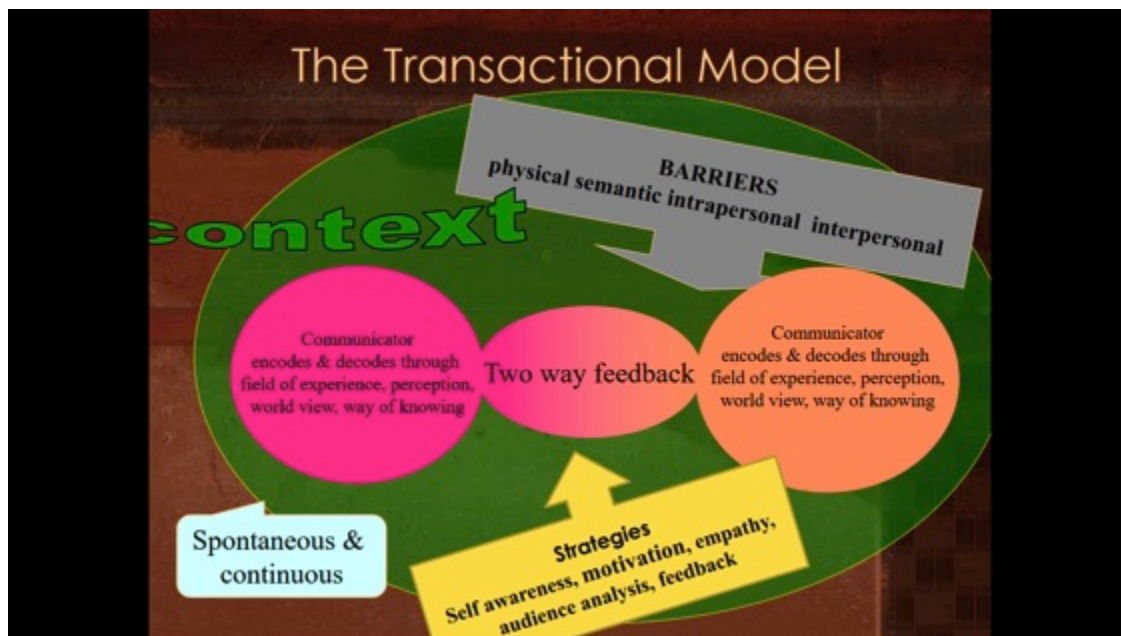 The Transactional Model
BARRIERS
physical semantic intrapersonal interpersonal
context
Communicator
encodes & decodes through
field of experience, perception,
world view, way of knowing
Two way feedback
Communicator
encodes & decodes through
field of experience, perception,
world view, way of knowing
Spontaneous &
continuous
Strategies
Self awareness, motivation, empathy,
audience analysis, feedback